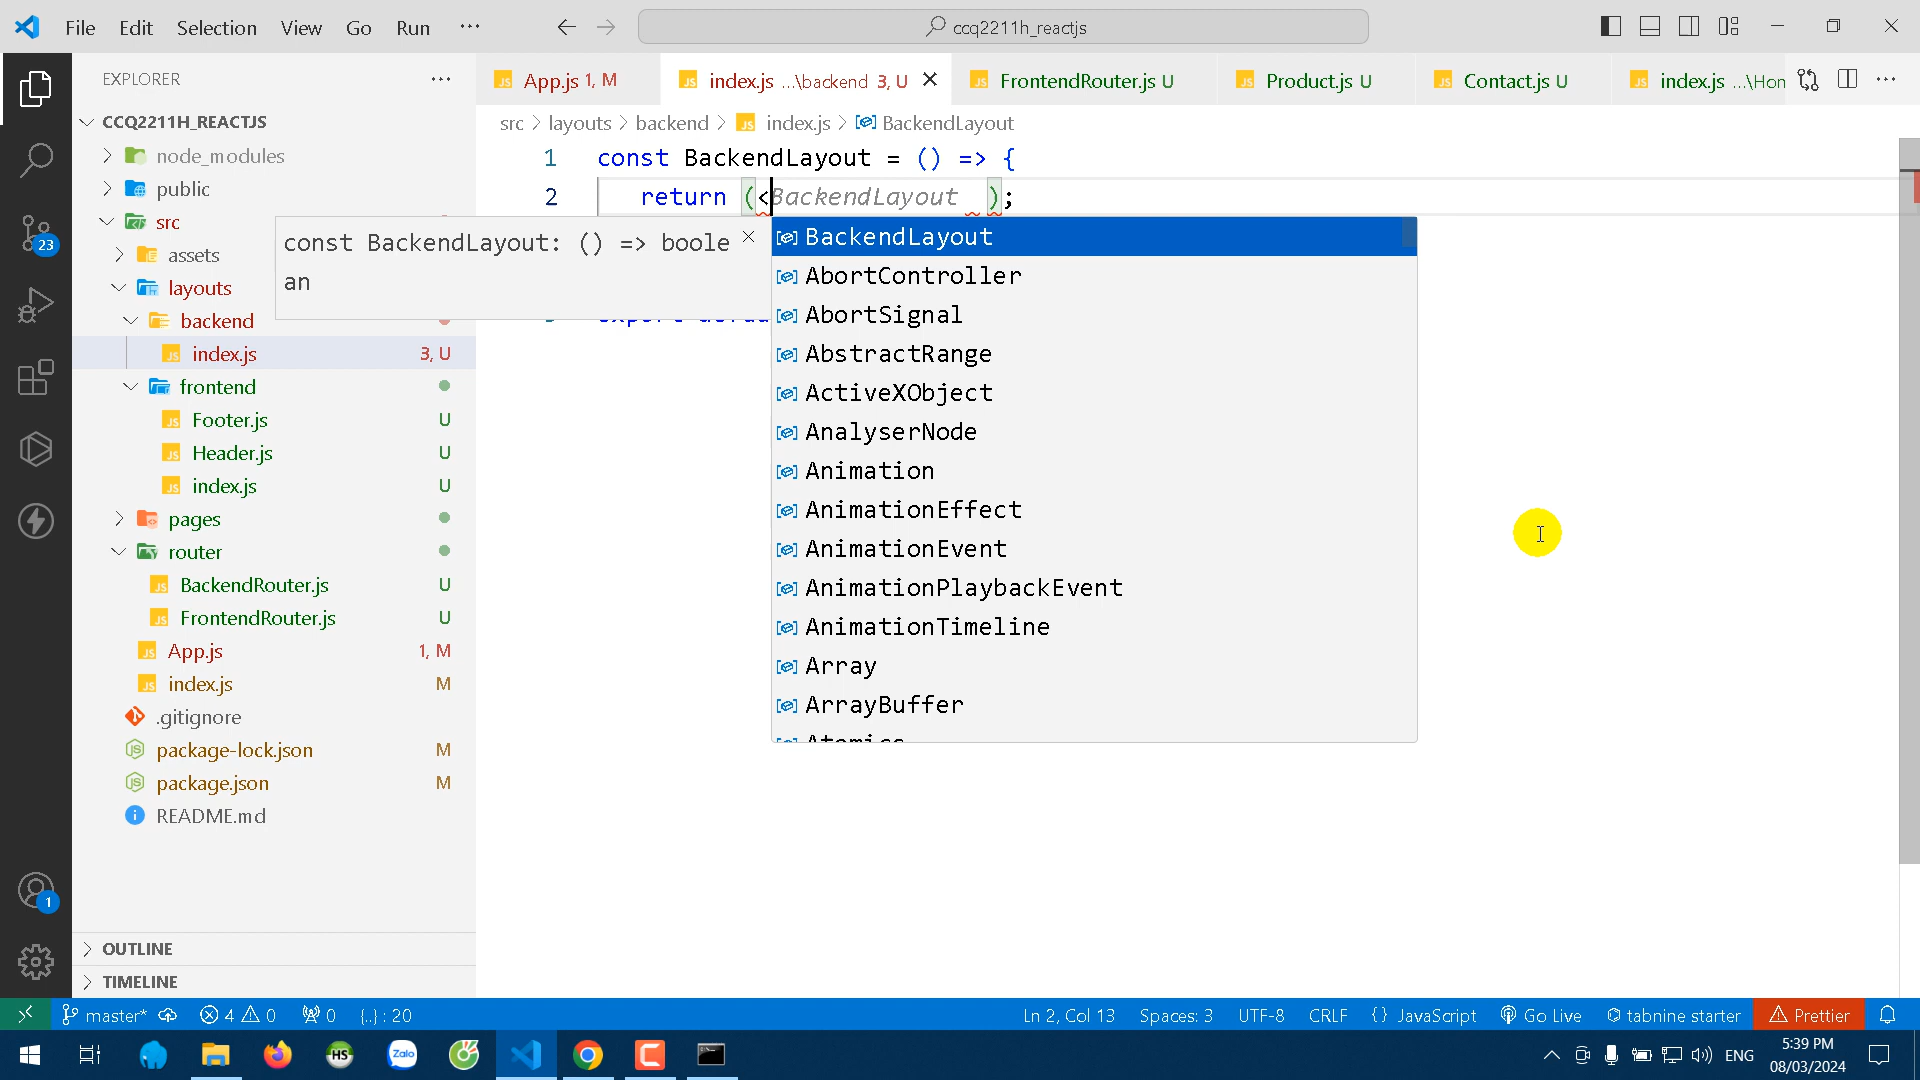 File Edit Selection View Go Run ···
ccq2211h_reactjs
EXPLORER
App.js 1, M
index.js ...\backend 3, U
FrontendRouter.js U
Product.js U
Contact.js U
index.js ...\Hon
CCQ2211H_REACTJS
src > layouts > backend > index.js > BackendLayout
node_modules
public
src
assets
layouts
backend
index.js 3, U
frontend
Footer.js U
Header.js U
index.js U
pages
router
BackendRouter.js U
FrontendRouter.js U
App.js 1, M
index.js M
.gitignore
package-lock.json M
package.json M
README.md
OUTLINE
TIMELINE
1 const BackendLayout = () => {
2 return (<BackendLayout );
const BackendLayout: () => boole
an
BackendLayout
AbortController
AbortSignal
AbstractRange
ActiveXObject
AnalyserNode
Animation
AnimationEffect
AnimationEvent
AnimationPlaybackEvent
AnimationTimeline
Array
ArrayBuffer
23
1
master* 4 0 0 {..} : 20
Ln 2, Col 13 Spaces: 3 UTF-8 CRLF {} JavaScript Go Live tabnine starter Prettier
HS
Zalo
ENG
5:39 PM
08/03/2024